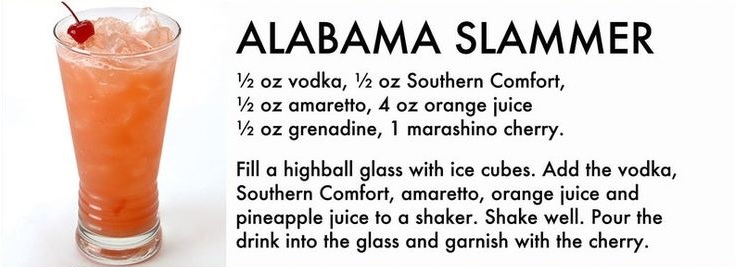 ALABAMA SLAMMER
½ oz vodka, ½ oz Southern Comfort,
½ oz amaretto, 4 oz orange juice
½ oz grenadine, 1 marashino cherry.
Fill a highball glass with ice cubes. Add the vodka,
Southern Comfort, amaretto, orange juice and
pineapple juice to a shaker. Shake well. Pour the
drink into the glass and garnish with the cherry.